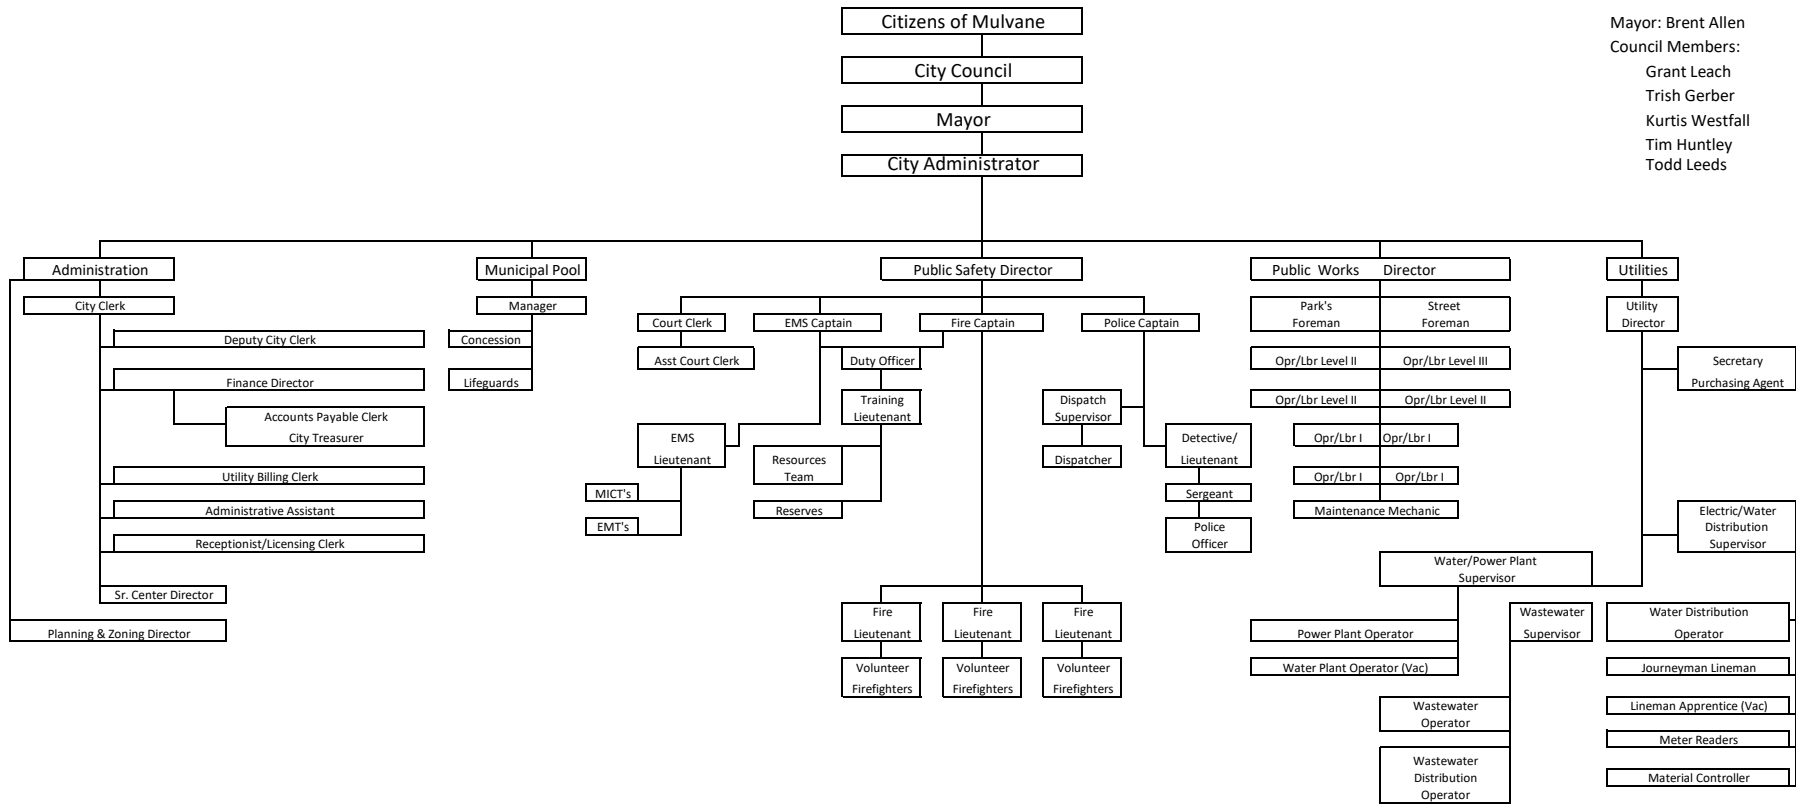 Citizens of Mulvane
City Council
Mayor
City Administrator
Mayor: Brent Allen
Council Members:
Grant Leach
Trish Gerber
Kurtis Westfall
Tim Huntley
Todd Leeds
Administration
City Clerk
Deputy City Clerk
Finance Director
Accounts Payable Clerk
City Treasurer
Utility Billing Clerk
Administrative Assistant
Receptionist/Licensing Clerk
Sr. Center Director
Planning & Zoning Director
Municipal Pool
Manager
Concession
Lifeguards
Public Safety Director
Court Clerk
Asst Court Clerk
EMS Captain
EMS
Lieutenant
MICT's
EMT's
Fire Captain
Duty Officer
Training
Lieutenant
Resources
Team
Reserves
Fire
Lieutenant
Volunteer
Firefighters
Fire
Lieutenant
Volunteer
Firefighters
Fire
Lieutenant
Volunteer
Firefighters
Police Captain
Dispatch
Supervisor
Dispatcher
Detective/
Lieutenant
Sergeant
Police
Officer
Public Works Director
Park's
Foreman
Street
Foreman
Opr/Lbr Level II
Opr/Lbr Level III
Opr/Lbr Level II
Opr/Lbr Level II
Opr/Lbr I
Opr/Lbr I
Opr/Lbr I
Opr/Lbr I
Maintenance Mechanic
Utilities
Utility
Director
Secretary
Purchasing Agent
Electric/Water
Distribution
Supervisor
Water/Power Plant
Supervisor
Power Plant Operator
Water Plant Operator (Vac)
Wastewater
Supervisor
Wastewater
Operator
Wastewater
Distribution
Operator
Water Distribution
Operator
Journeyman Lineman
Lineman Apprentice (Vac)
Meter Readers
Material Controller